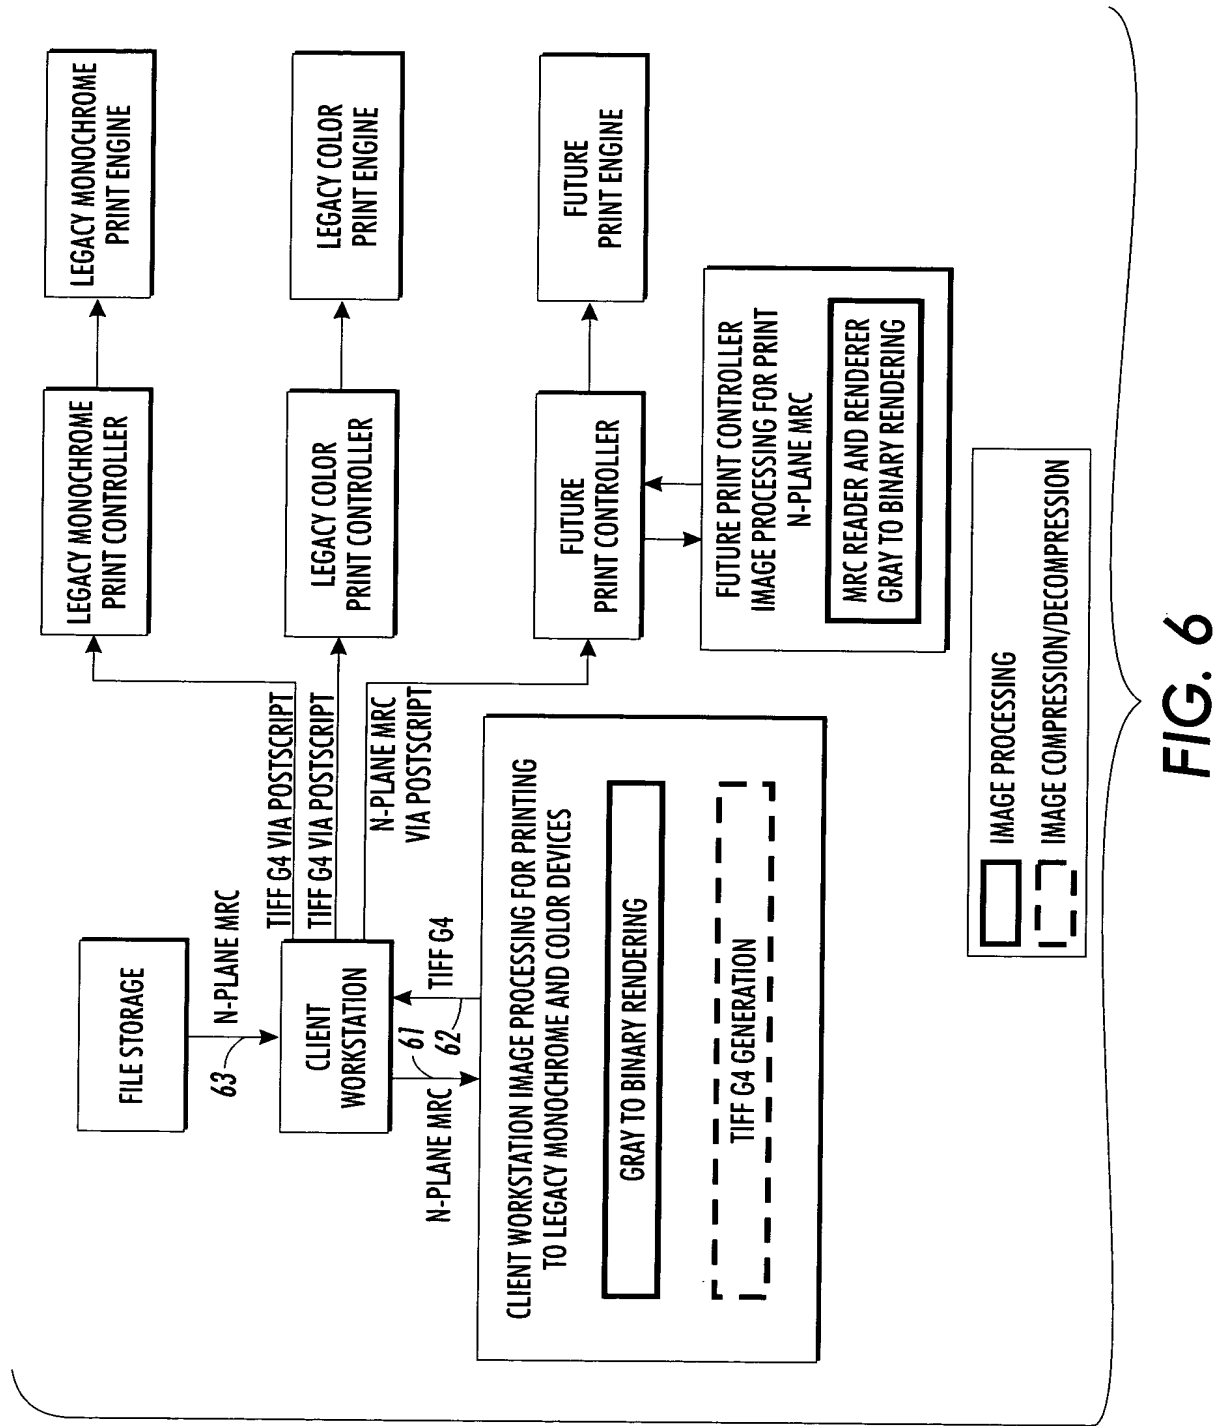 FILE STORAGE
63
N-PLANE MRC
CLIENT
WORKSTATION
TIFF G4 VIA POSTSCRIPT
TIFF G4 VIA POSTSCRIPT
N-PLANE MRC
VIA POSTSCRIPT
LEGACY MONOCHROME
PRINT CONTROLLER
LEGACY MONOCHROME
PRINT ENGINE
LEGACY COLOR
PRINT CONTROLLER
LEGACY COLOR
PRINT ENGINE
FUTURE
PRINT CONTROLLER
FUTURE
PRINT ENGINE
N-PLANE MRC
61
62
TIFF G4
CLIENT WORKSTATION IMAGE PROCESSING FOR PRINTING
TO LEGACY MONOCHROME AND COLOR DEVICES
GRAY TO BINARY RENDERING
TIFF G4 GENERATION
FUTURE PRINT CONTROLLER
IMAGE PROCESSING FOR PRINT
N-PLANE MRC
MRC READER AND RENDERER
GRAY TO BINARY RENDERING
IMAGE PROCESSING
IMAGE COMPRESSION/DECOMPRESSION
FIG. 6